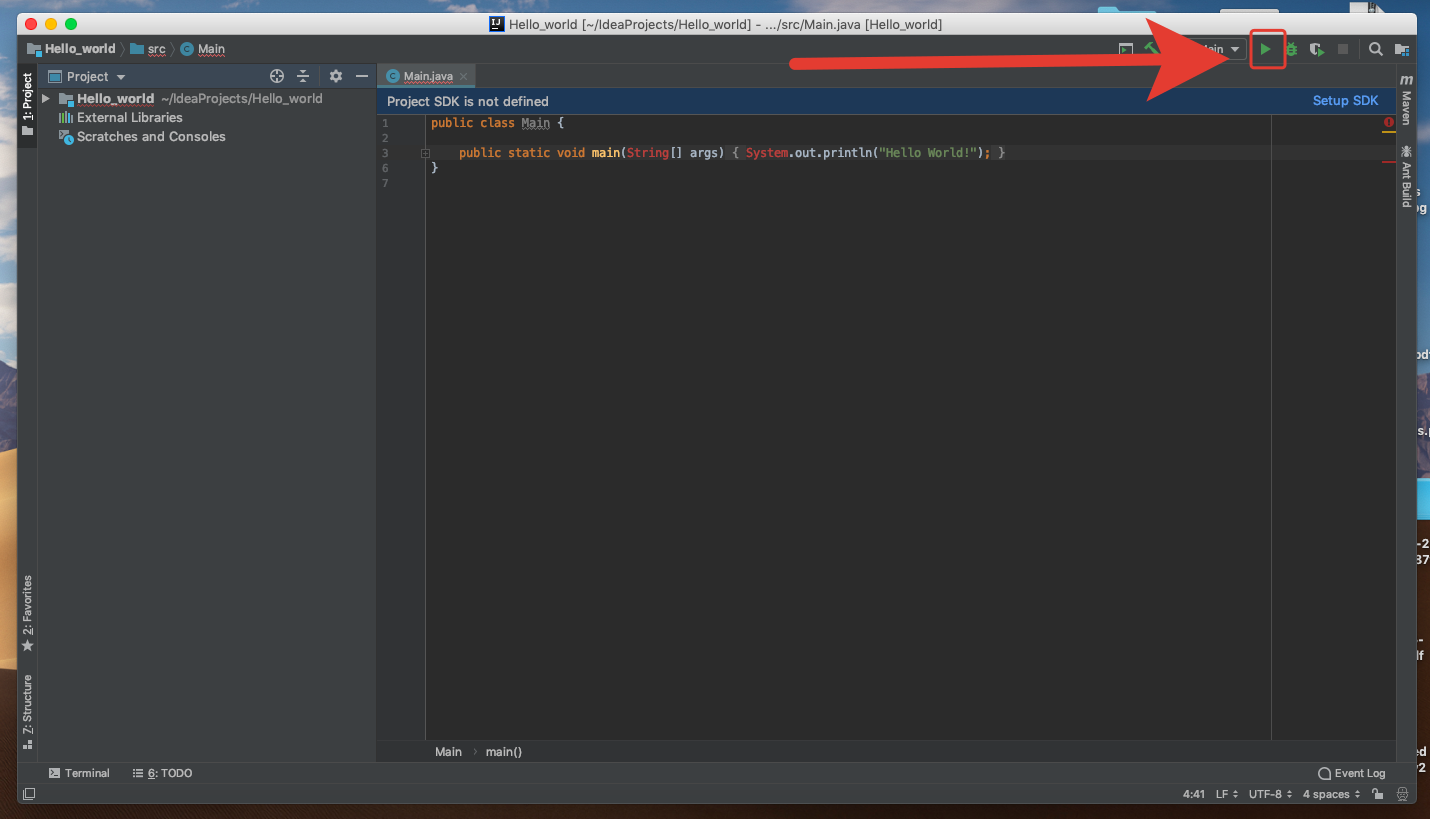 Hello_world [~/IdeaProjects/Hello_world] - .../src/Main.java [Hello_world]
Hello_world src Main
Project
Main.java
1: Project
Hello_world ~/IdeaProjects/Hello_world
External Libraries
Scratches and Consoles
Project SDK is not defined Setup SDK
1 public class Main {
2
3 public static void main(String[] args) { System.out.println("Hello World!"); }
6 }
7
Maven
Ant Build
2: Favorites
Z: Structure
Main main()
Terminal 6: TODO Event Log
4:41 LF UTF-8 4 spaces